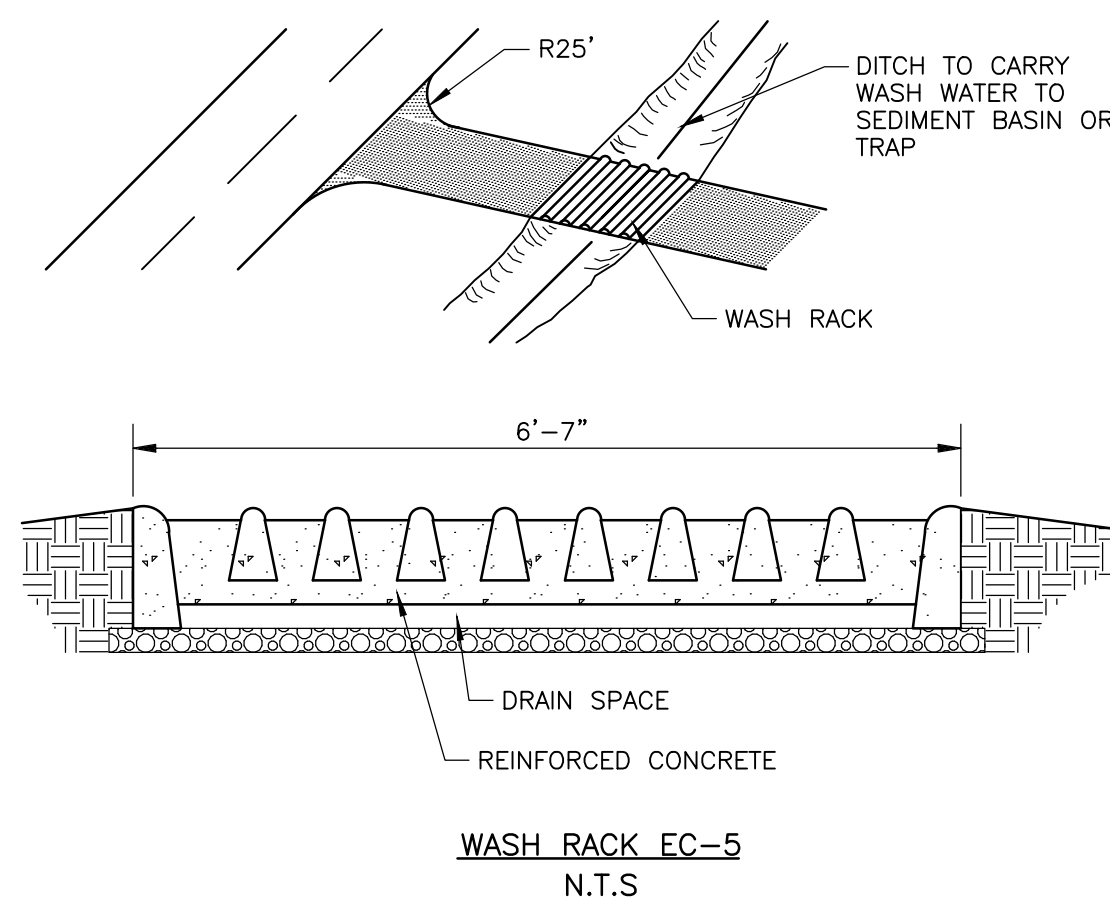 R25'
DITCH TO CARRY
WASH WATER TO
SEDIMENT BASIN OR
TRAP
WASH RACK
6'-7"
DRAIN SPACE
REINFORCED CONCRETE
WASH RACK EC-5
N.T.S